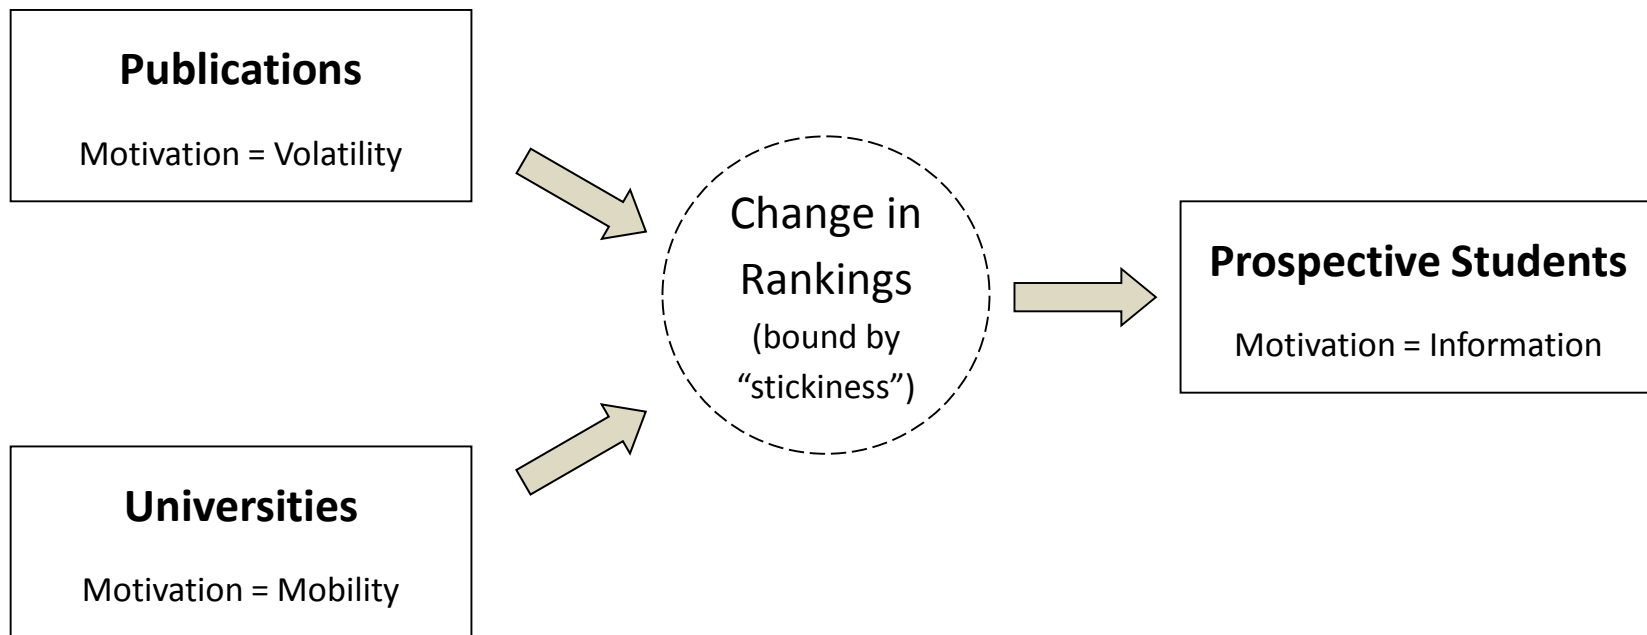 Publications
Motivation = Volatility
Universities
Motivation = Mobility
Change in
Rankings
(bound by
“stickiness”)
Prospective Students
Motivation = Information